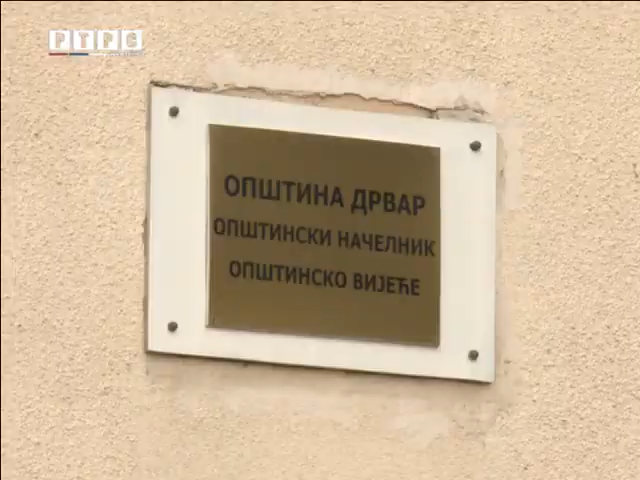 РТРС
ОПШТИНА ДРВАР
ОПШТИНСКИ НАЧЕЛНИК
ОПШТИНСКО ВИЈЕЋЕ